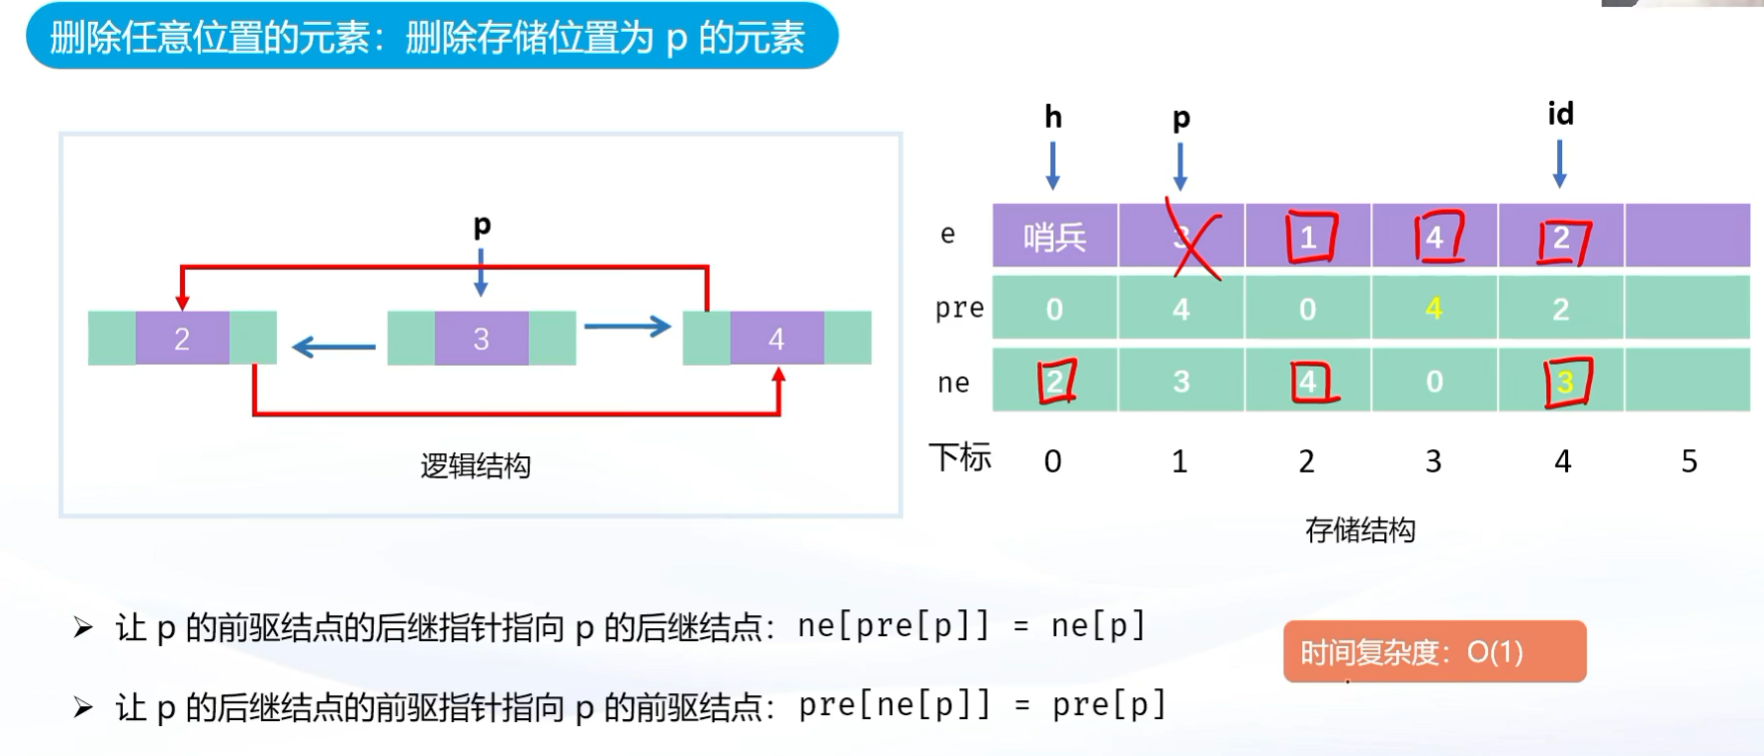 删除任意位置的元素：删除存储位置为 p 的元素
p
2
3
4
逻辑结构
h p id
e 哨兵 3 1 4 2
pre 0 4 0 4 2
ne 2 3 4 0 3
下标 0 1 2 3 4 5
存储结构
➢ 让 p 的前驱结点的后继指针指向 p 的后继结点：ne[pre[p]] = ne[p]
➢ 让 p 的后继结点的前驱指针指向 p 的前驱结点：pre[ne[p]] = pre[p]
时间复杂度：O(1)